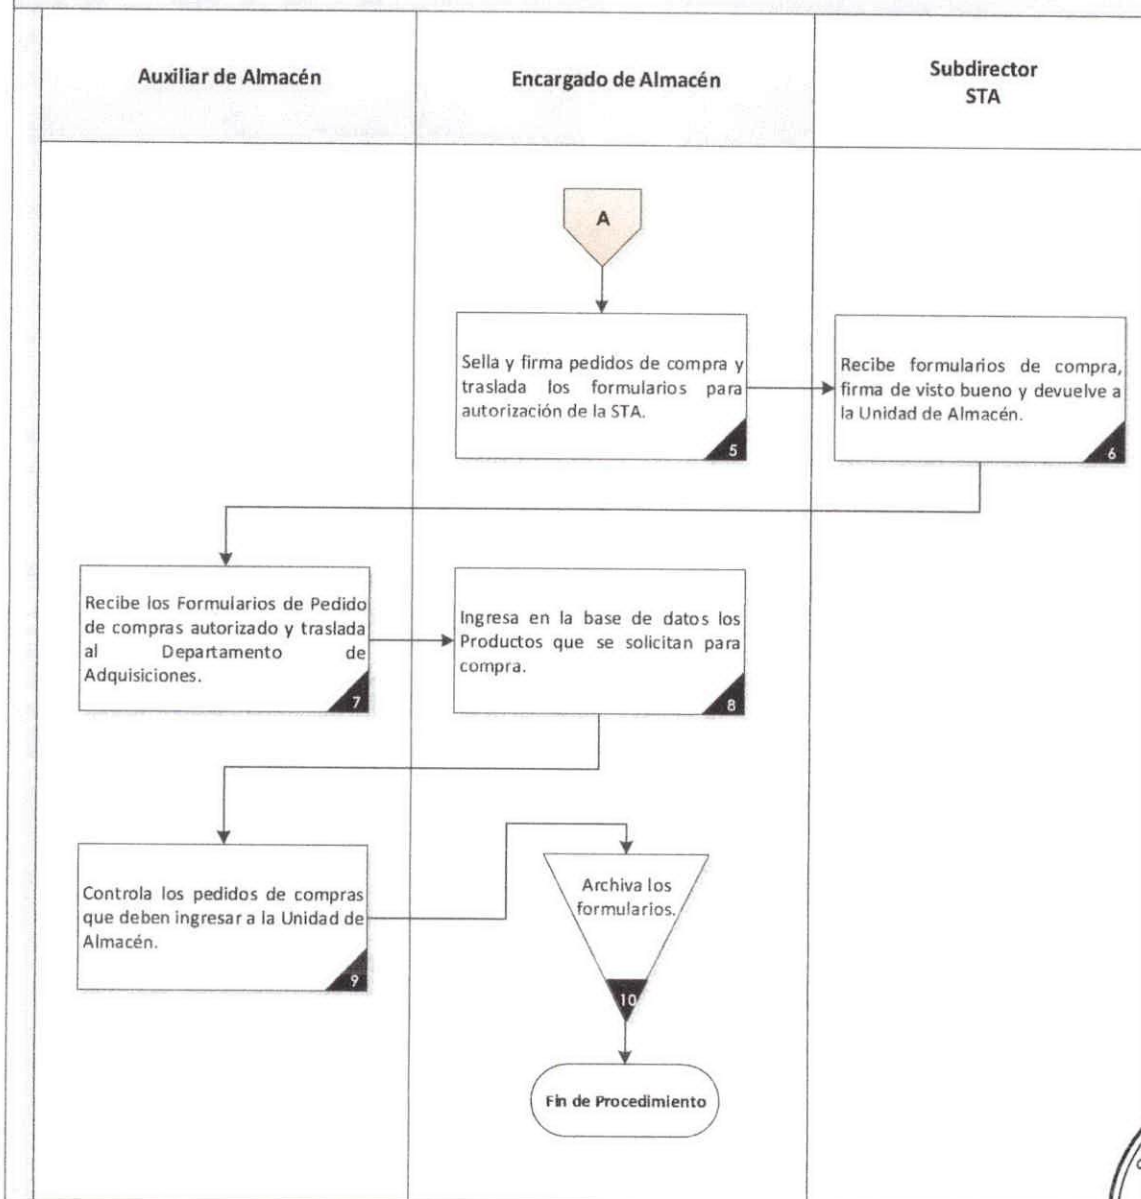 Auxiliar de Almacén
Encargado de Almacén
Subdirector
STA
A
Sella y firma pedidos de compra y
traslada los formularios para
autorización de la STA.
5
Recibe formularios de compra,
firma de visto bueno y devuelve a
la Unidad de Almacén.
6
Recibe los Formularios de Pedido
de compras autorizado y traslada
al Departamento de
Adquisiciones.
7
Ingresa en la base de datos los
Productos que se solicitan para
compra.
8
Controla los pedidos de compras
que deben ingresar a la Unidad de
Almacén.
9
Archiva los
formularios.
10
Fin de Procedimiento